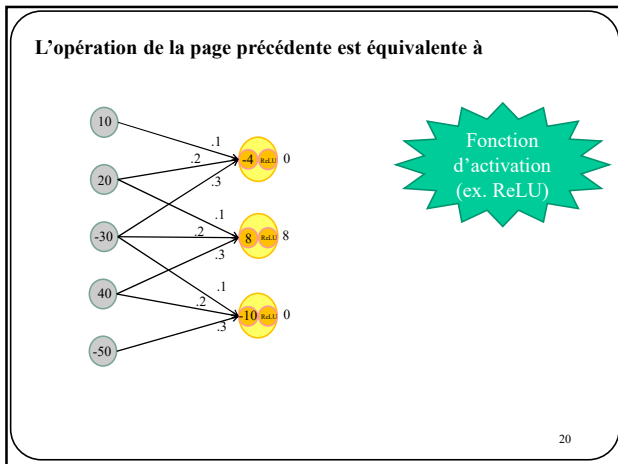 L'opération de la page précédente est équivalente à
10
20
-30
40
-50
.1
.2
.3
-4 ReLU 0
.1
.2
.3
8 ReLU 8
.1
.2
.3
-10 ReLU 0
Fonction
d'activation
(ex. ReLU)
20